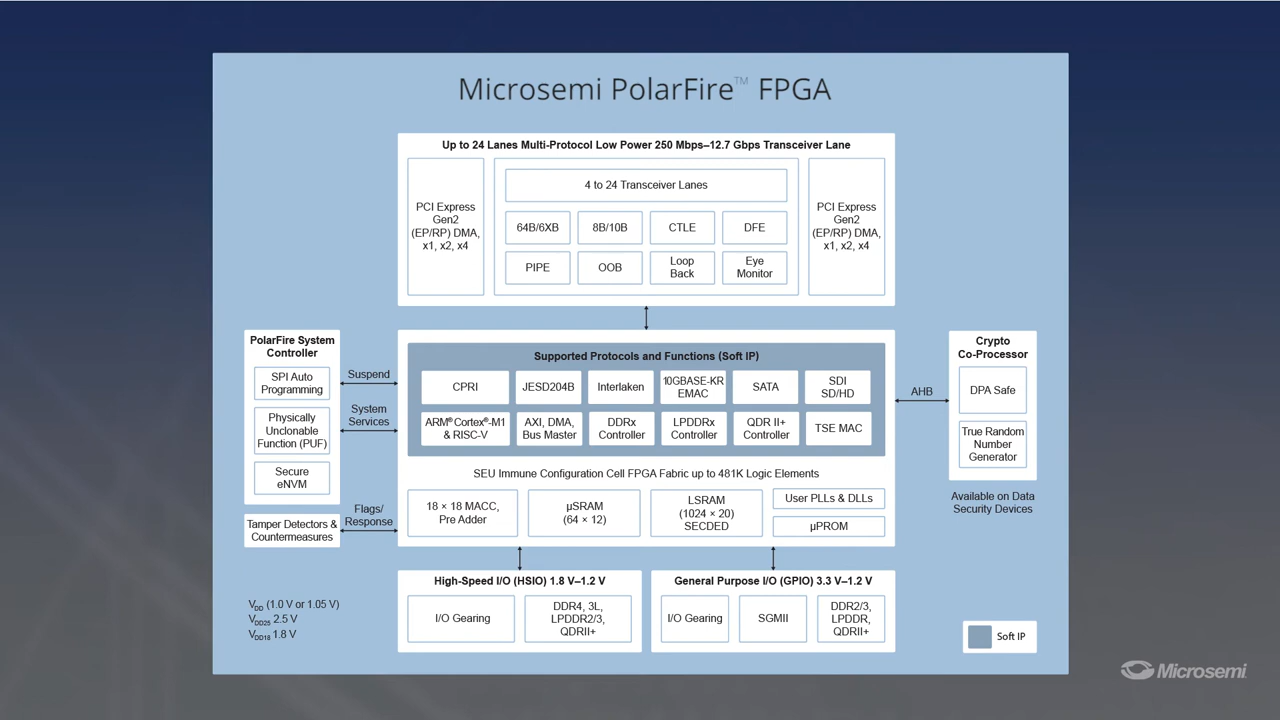 Microsemi PolarFire™ FPGA
Up to 24 Lanes Multi-Protocol Low Power 250 Mbps–12.7 Gbps Transceiver Lane
PCI Express
Gen2
(EP/RP) DMA,
x1, x2, x4
4 to 24 Transceiver Lanes
64B/6XB
8B/10B
CTLE
DFE
PIPE
OOB
Loop
Back
Eye
Monitor
PCI Express
Gen2
(EP/RP) DMA,
x1, x2, x4
PolarFire System
Controller
SPI Auto
Programming
Physically
Unclonable
Function (PUF)
Secure
eNVM
Tamper Detectors &
Countermeasures
Suspend
System
Services
Flags/
Response
Supported Protocols and Functions (Soft IP)
CPRI
JESD204B
Interlaken
10GBASE-KR
EMAC
SATA
SDI
SD/HD
ARM® Cortex®-M1
& RISC-V
AXI, DMA,
Bus Master
DDRx
Controller
LPDDRx
Controller
QDR II+
Controller
TSE MAC
SEU Immune Configuration Cell FPGA Fabric up to 481K Logic Elements
18 × 18 MACC,
Pre Adder
µSRAM
(64 × 12)
LSRAM
(1024 × 20)
SECDED
User PLLs & DLLs
µPROM
AHB
Crypto
Co-Processor
DPA Safe
True Random
Number
Generator
Available on Data
Security Devices
High-Speed I/O (HSIO) 1.8 V–1.2 V
I/O Gearing
DDR4, 3L,
LPDDR2/3,
QDRII+
General Purpose I/O (GPIO) 3.3 V–1.2 V
I/O Gearing
SGMII
DDR2/3,
LPDDR,
QDRII+
VDD (1.0 V or 1.05 V)
VDD25 2.5 V
VDD18 1.8 V
Soft IP
Microsemi